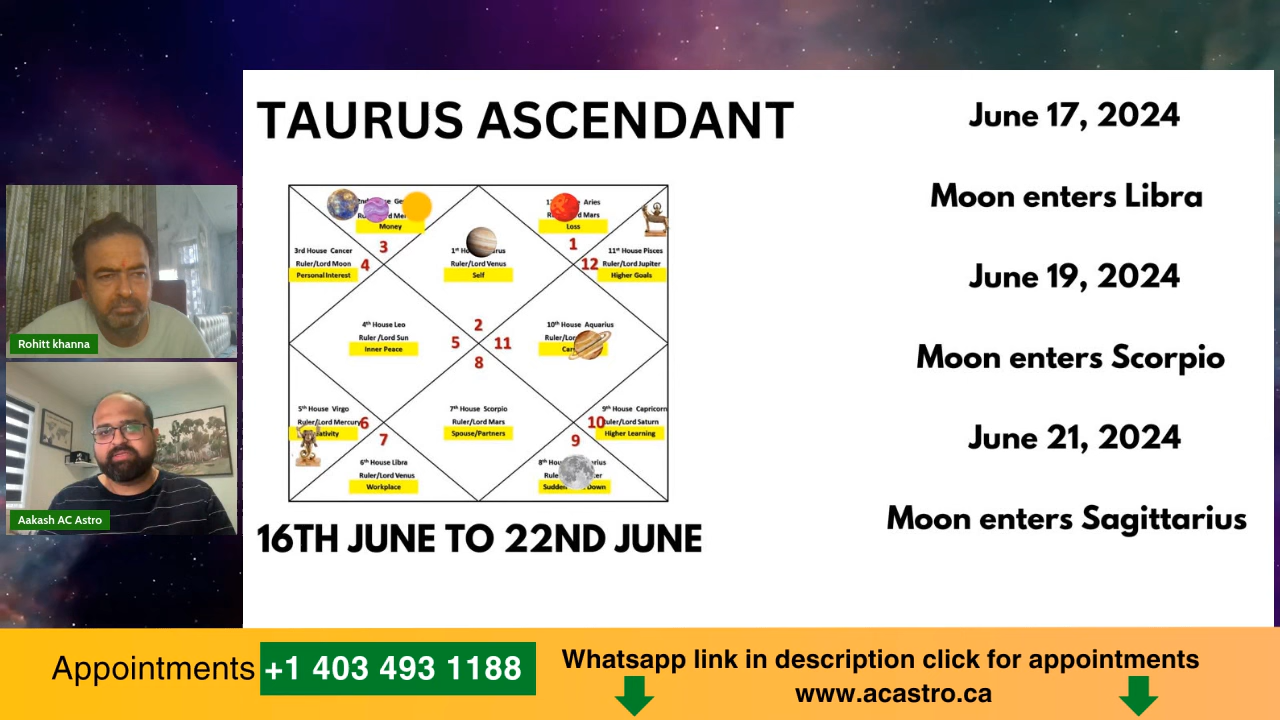 TAURUS ASCENDANT
Money
3
3rd House Cancer
Ruler/Lord Moon
Personal Interest
4
Ruler/Lord Venus
Self
Aries
Mars
Loss
1
11th House Pisces
12 Ruler/Lord Jupiter
Higher Goals
4th House Leo
Ruler /Lord Sun
Inner Peace
2
5
11
8
10th House Aquarius
5th House Virgo
Ruler/Lord Mercury
6
7
7th House Scorpio
Ruler/Lord Mars
Spouse/Partners
9th House Capricorn
10
Ruler/Lord Saturn
Higher Learning
9
6th House Libra
Ruler/Lord Venus
Workplace
8th
Down
16TH JUNE TO 22ND JUNE
June 17, 2024
Moon enters Libra
June 19, 2024
Moon enters Scorpio
June 21, 2024
Moon enters Sagittarius
Rohitt khanna
Aakash AC Astro
Appointments +1 403 493 1188
Whatsapp link in description click for appointments
www.acastro.ca